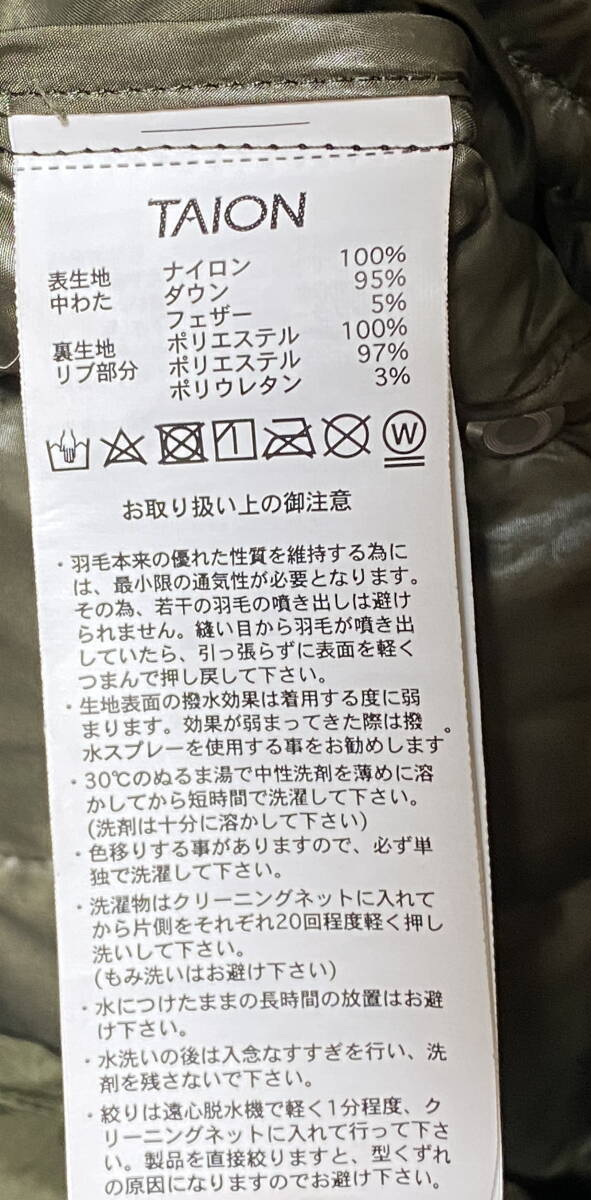 TAION
表生地 ナイロン 100%
中わた ダウン 95%
フェザー 5%
裏生地 ポリエステル 100%
リブ部分 ポリエステル 97%
ポリウレタン 3%
W
お取り扱い上の御注意
・羽毛本来の優れた性質を維持する為に
は、最小限の通気性が必要となります。
その為、若干の羽毛の噴き出しは避け
られません。縫い目から羽毛が噴き出
していたら、引っ張らずに表面を軽く
つまんで押し戻して下さい。
・生地表面の撥水効果は着用する度に弱
まります。効果が弱まってきた際は撥
水スプレーを使用する事をお勧めします。
・30℃のぬるま湯で中性洗剤を薄めに溶
かしてから短時間で洗濯して下さい。
(洗剤は十分に溶かして下さい)
・色移りする事がありますので、必ず単
独で洗濯して下さい。
・洗濯物はクリーニングネットに入れて
から片側をそれぞれ20回程度軽く押し
洗いして下さい。
(もみ洗いはお避け下さい)
・水につけたままの長時間の放置はお避
け下さい。
・水洗いの後は入念なすすぎを行い、洗
剤を残さないで下さい。
・絞りは遠心脱水機で軽く1分程度、ク
リーニングネットに入れて行って下さ
い。製品を直接絞りますと、型くずれ
の原因になりますのでお避け下さい。